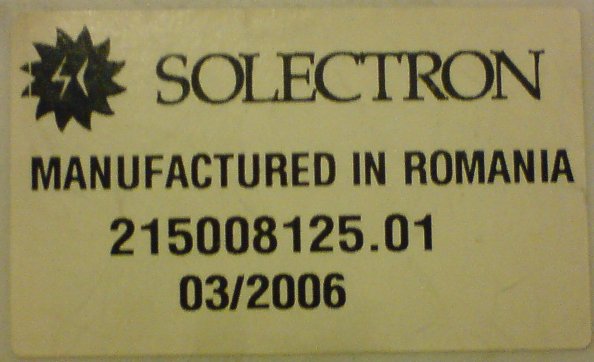 SOLECTRON
MANUFACTURED IN ROMANIA
215008125.01
03/2006